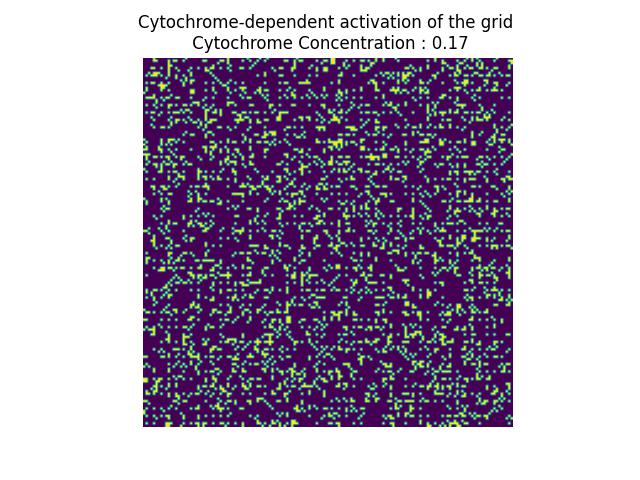 Cytochrome-dependent activation of the grid
Cytochrome Concentration : 0.17